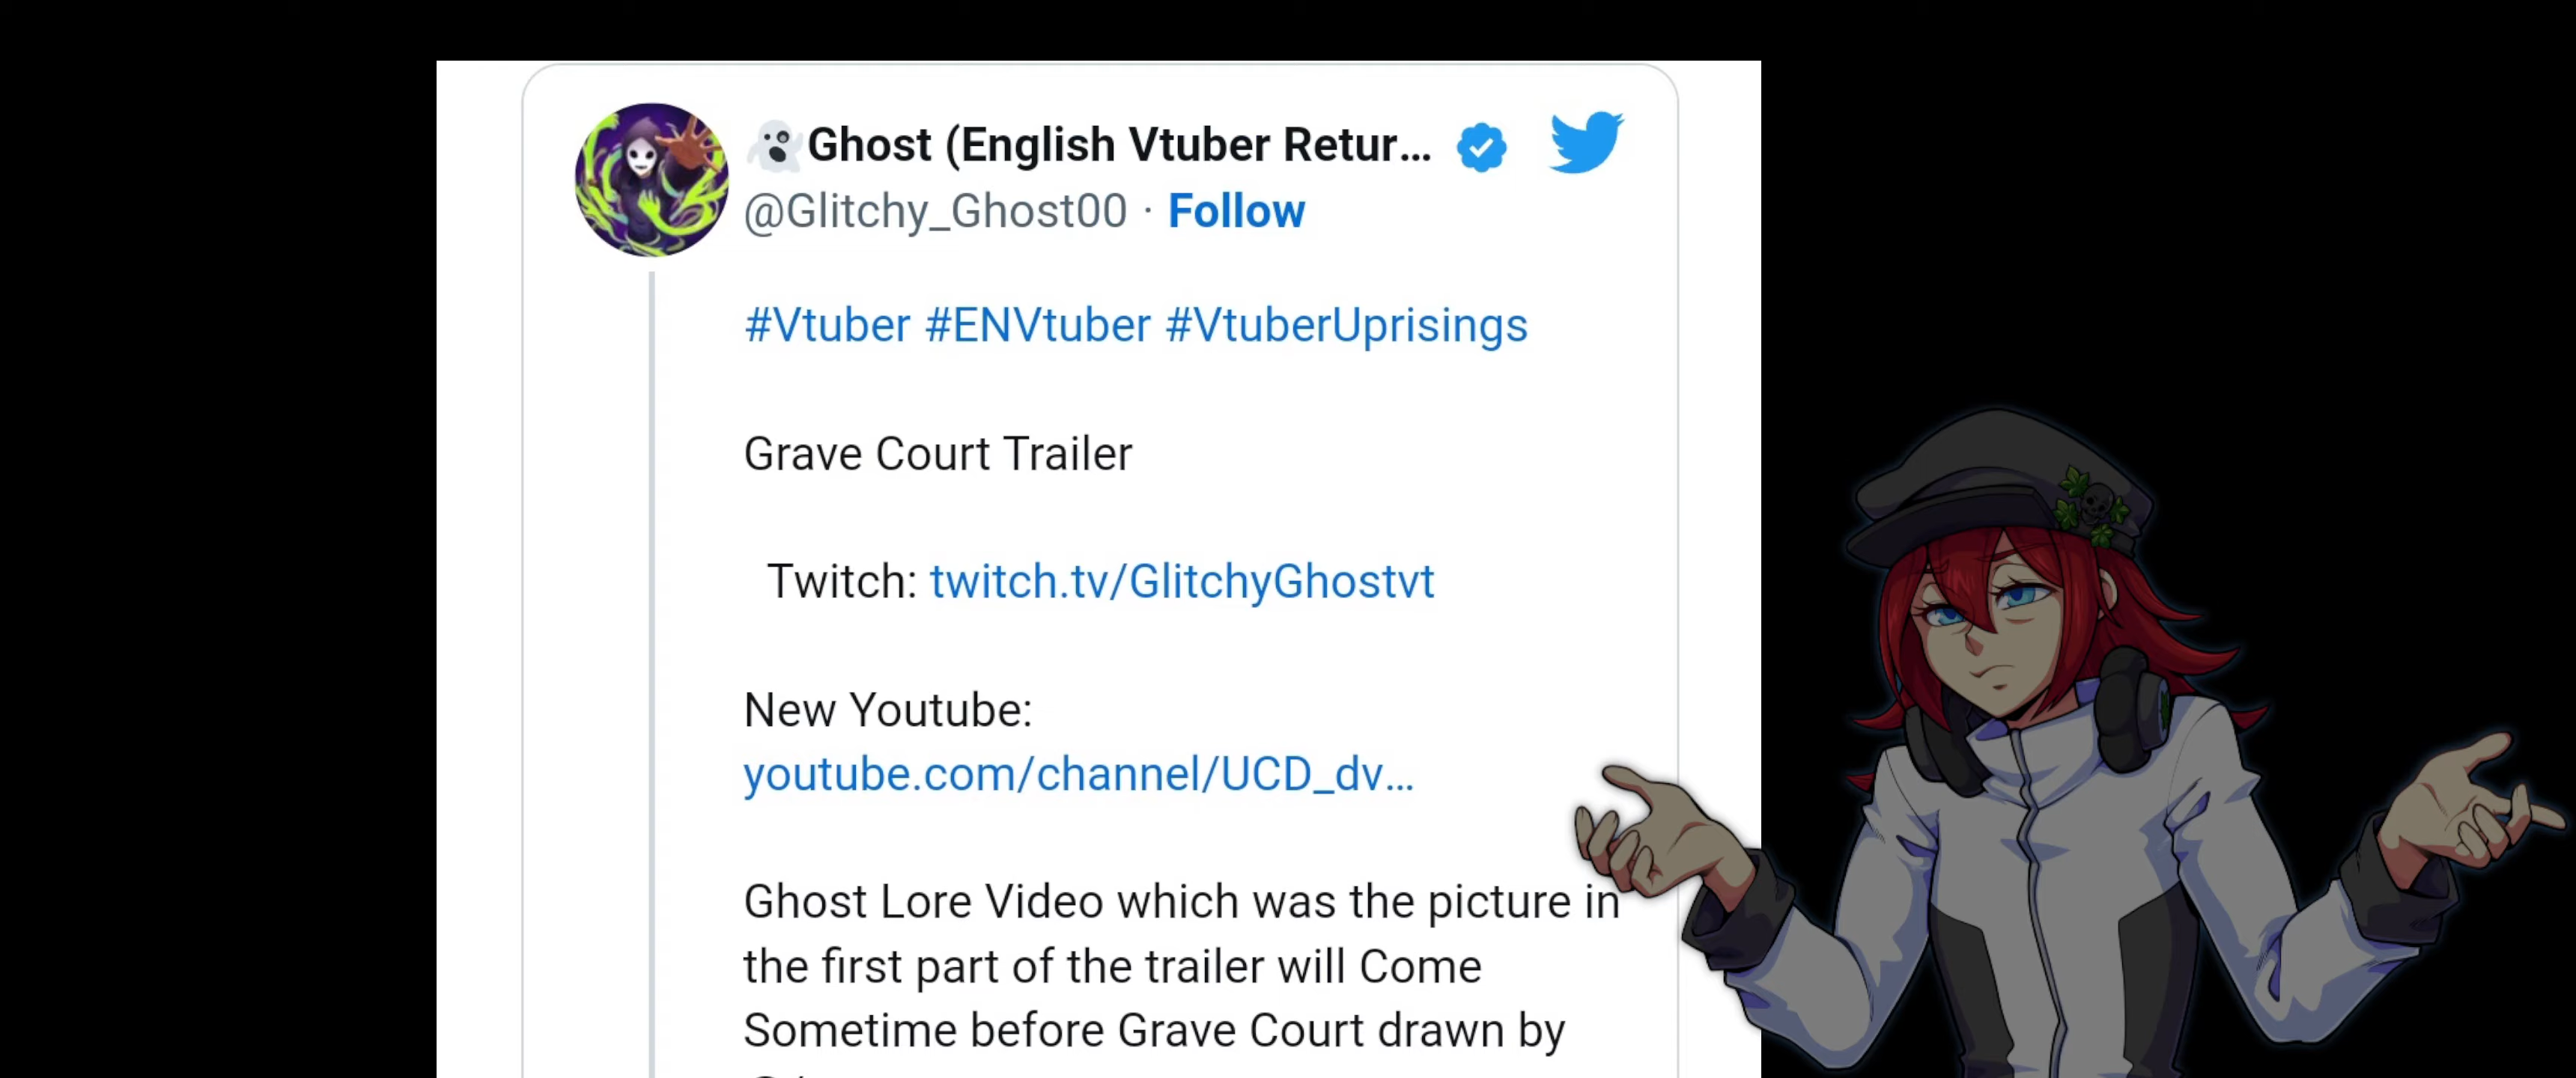 👻Ghost (English Vtuber Retur...
@Glitchy_Ghost00 · Follow
#Vtuber #ENVtuber #VtuberUprisings
Grave Court Trailer
Twitch: twitch.tv/GlitchyGhostvt
New Youtube:
youtube.com/channel/UCD_dv...
Ghost Lore Video which was the picture in
the first part of the trailer will Come
Sometime before Grave Court drawn by